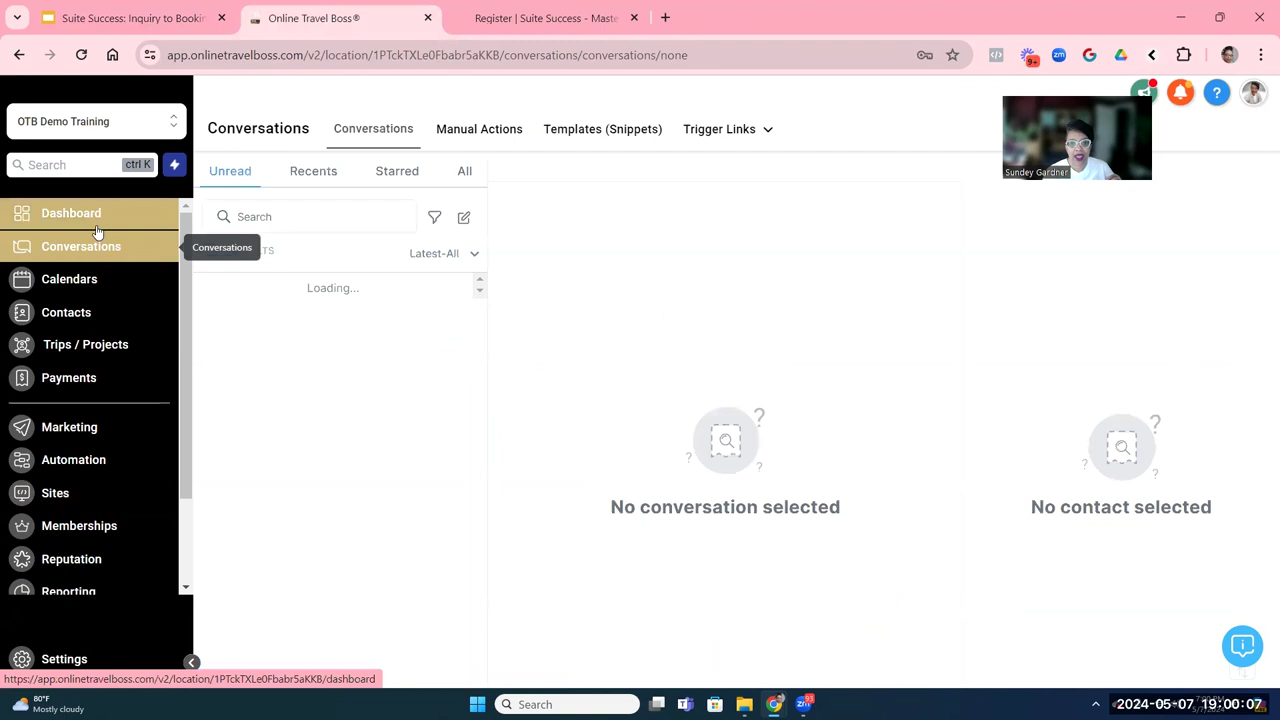 Suite Success: Inquiry to Bookin
Online Travel Boss®
Register | Suite Success - Maste
app.onlinetravelboss.com/v2/location/1PTckTXLe0Fbabr5aKKB/conversations/conversation/none
9+
OTB Demo Training
Search
ctrl K
Dashboard
Conversations
Calendars
Contacts
Trips / Projects
Payments
Marketing
Automation
Sites
Memberships
Reputation
Reporting
Settings
Conversations
Conversations
Conversations
Manual Actions
Templates (Snippets)
Trigger Links
Unread
Recents
Starred
All
Search
Latest-All
Loading...
No conversation selected
No contact selected
Sundey Gardner
https://app.onlinetravelboss.com/v2/location/1PTckTXLe0Fbabr5aKKB/dashboard
80°F
Mostly cloudy
Search
2024-05-07 19:00:07